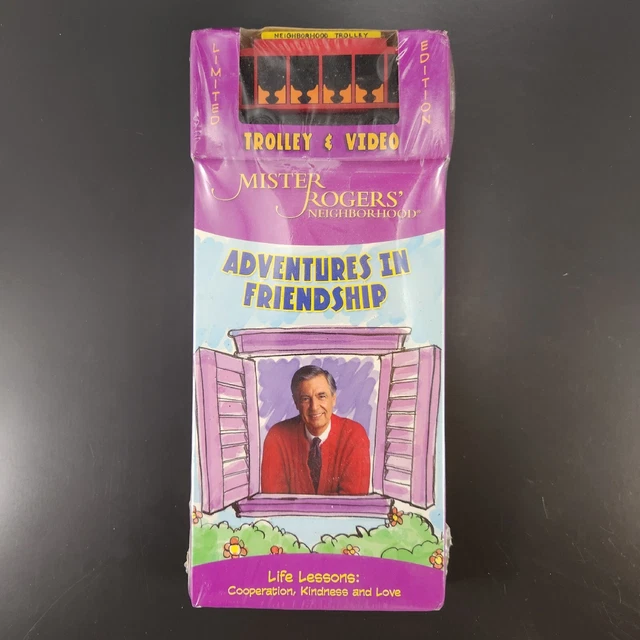 NEIGHBORHOOD TROLLEY
LIMITED
EDITION
TROLLEY & VIDEO
MISTER
ROGERS'
NEIGHBORHOOD®
ADVENTURES IN
FRIENDSHIP
Life Lessons:
Cooperation, Kindness and Love